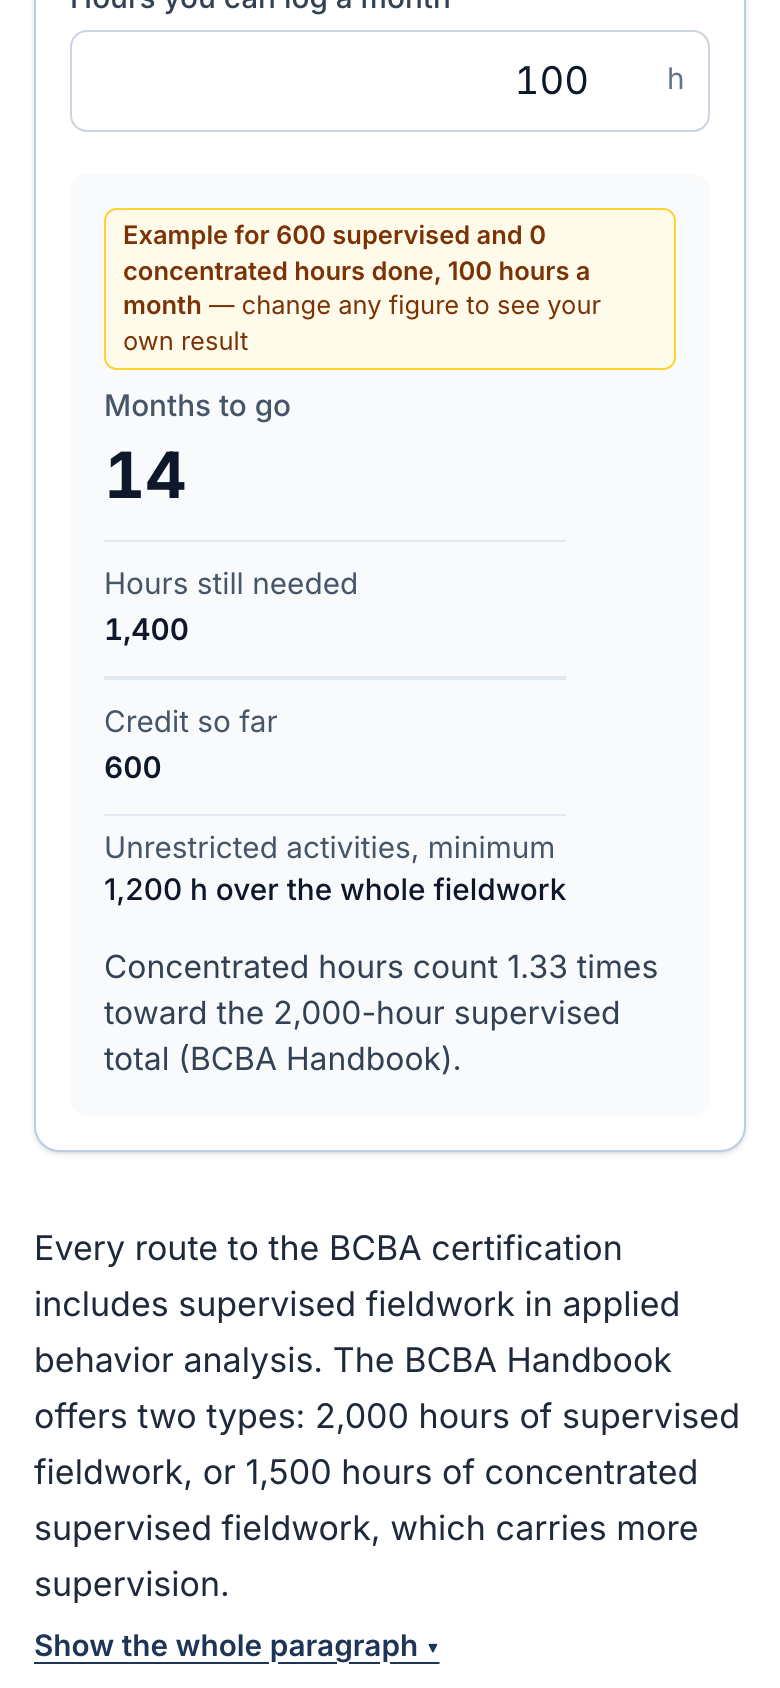 Hours you can log a month
100 h
Example for 600 supervised and 0
concentrated hours done, 100 hours a
month — change any figure to see your
own result
Months to go
14
Hours still needed
1,400
Credit so far
600
Unrestricted activities, minimum
1,200 h over the whole fieldwork
Concentrated hours count 1.33 times
toward the 2,000-hour supervised
total (BCBA Handbook).
Every route to the BCBA certification
includes supervised fieldwork in applied
behavior analysis. The BCBA Handbook
offers two types: 2,000 hours of supervised
fieldwork, or 1,500 hours of concentrated
supervised fieldwork, which carries more
supervision.
Show the whole paragraph ▾